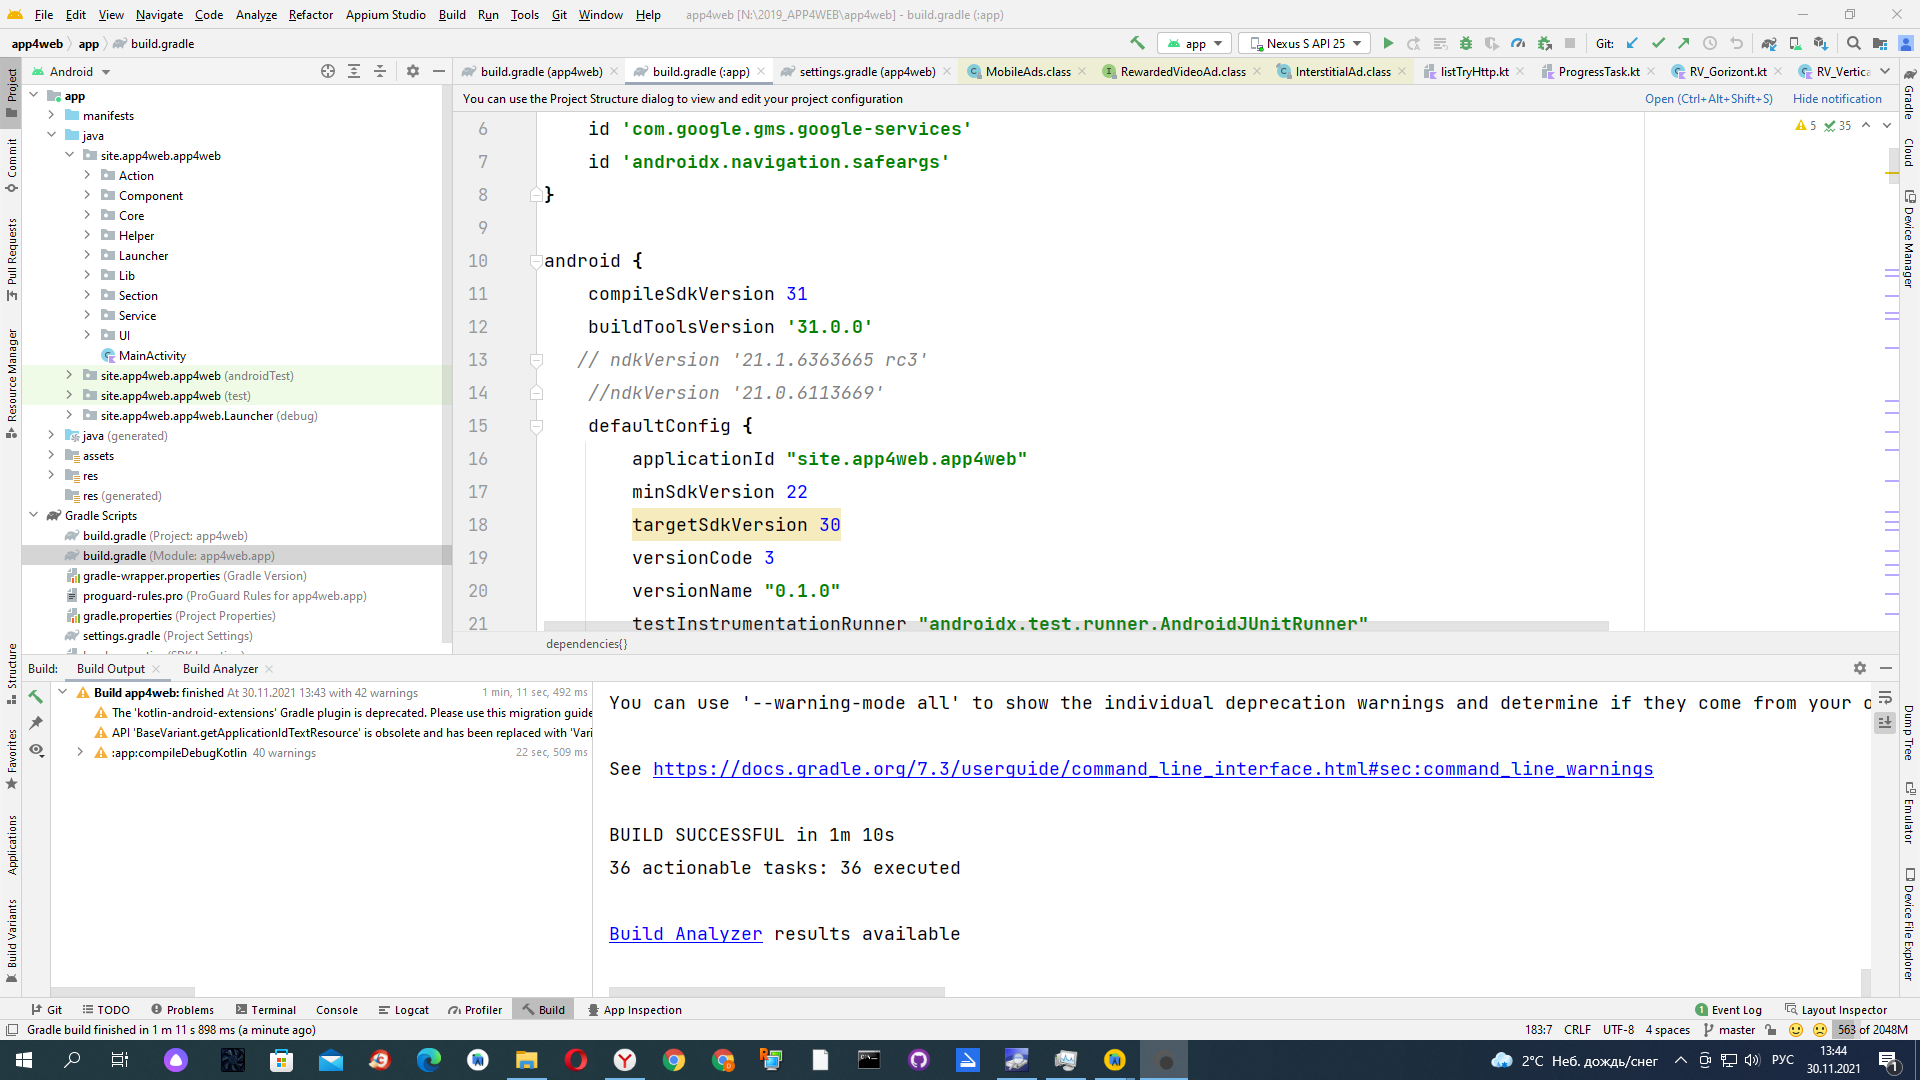 File Edit View Navigate Code Analyze Refactor Appium Studio Build Run Tools Git Window Help app4web [N:\2019_APP4WEB\app4web] - build.gradle (:app)
app4web app build.gradle
app Nexus S API 25 Git:
Android
build.gradle (app4web) build.gradle (:app) settings.gradle (app4web) MobileAds.class RewardedVideoAd.class InterstitialAd.class listTryHttp.kt ProgressTask.kt RV_Gorizont.kt RV_Vertica
You can use the Project Structure dialog to view and edit your project configuration Open (Ctrl+Alt+Shift+S) Hide notification
5 35
Project
Commit
Pull Requests
Resource Manager
Structure
Favorites
Applications
Build Variants
app
manifests
java
site.app4web.app4web
Action
Component
Core
Helper
Launcher
Lib
Section
Service
UI
MainActivity
site.app4web.app4web (androidTest)
site.app4web.app4web (test)
site.app4web.app4web.Launcher (debug)
java (generated)
assets
res
res (generated)
Gradle Scripts
build.gradle (Project: app4web)
build.gradle (Module: app4web.app)
gradle-wrapper.properties (Gradle Version)
proguard-rules.pro (ProGuard Rules for app4web.app)
gradle.properties (Project Properties)
settings.gradle (Project Settings)
6 id 'com.google.gms.google-services'
7 id 'androidx.navigation.safeargs'
8 }
9
10 android {
11 compileSdkVersion 31
12 buildToolsVersion '31.0.0'
13 // ndkVersion '21.1.6363665 rc3'
14 //ndkVersion '21.0.6113669'
15 defaultConfig {
16 applicationId "site.app4web.app4web"
17 minSdkVersion 22
18 targetSdkVersion 30
19 versionCode 3
20 versionName "0.1.0"
21 testInstrumentationRunner "androidx.test.runner.AndroidJUnitRunner"
dependencies{}
Gradle
Cloud
Device Manager
Dump Tree
Emulator
Device File Explorer
Build: Build Output Build Analyzer
Build app4web: finished At 30.11.2021 13:43 with 42 warnings 1 min, 11 sec, 492 ms
The 'kotlin-android-extensions' Gradle plugin is deprecated. Please use this migration guide
API 'BaseVariant.getApplicationIdTextResource' is obsolete and has been replaced with 'Vari
:app:compileDebugKotlin 40 warnings 22 sec, 509 ms
You can use '--warning-mode all' to show the individual deprecation warnings and determine if they come from your o
See https://docs.gradle.org/7.3/userguide/command_line_interface.html#sec:command_line_warnings
BUILD SUCCESSFUL in 1m 10s
36 actionable tasks: 36 executed
Build Analyzer results available
Git TODO Problems Terminal Console Logcat Profiler Build App Inspection Event Log Layout Inspector
Gradle build finished in 1 m 11 s 898 ms (a minute ago) 183:7 CRLF UTF-8 4 spaces master 563 of 2048M
2°C Неб. дождь/снег РУС 13:44
30.11.2021
1